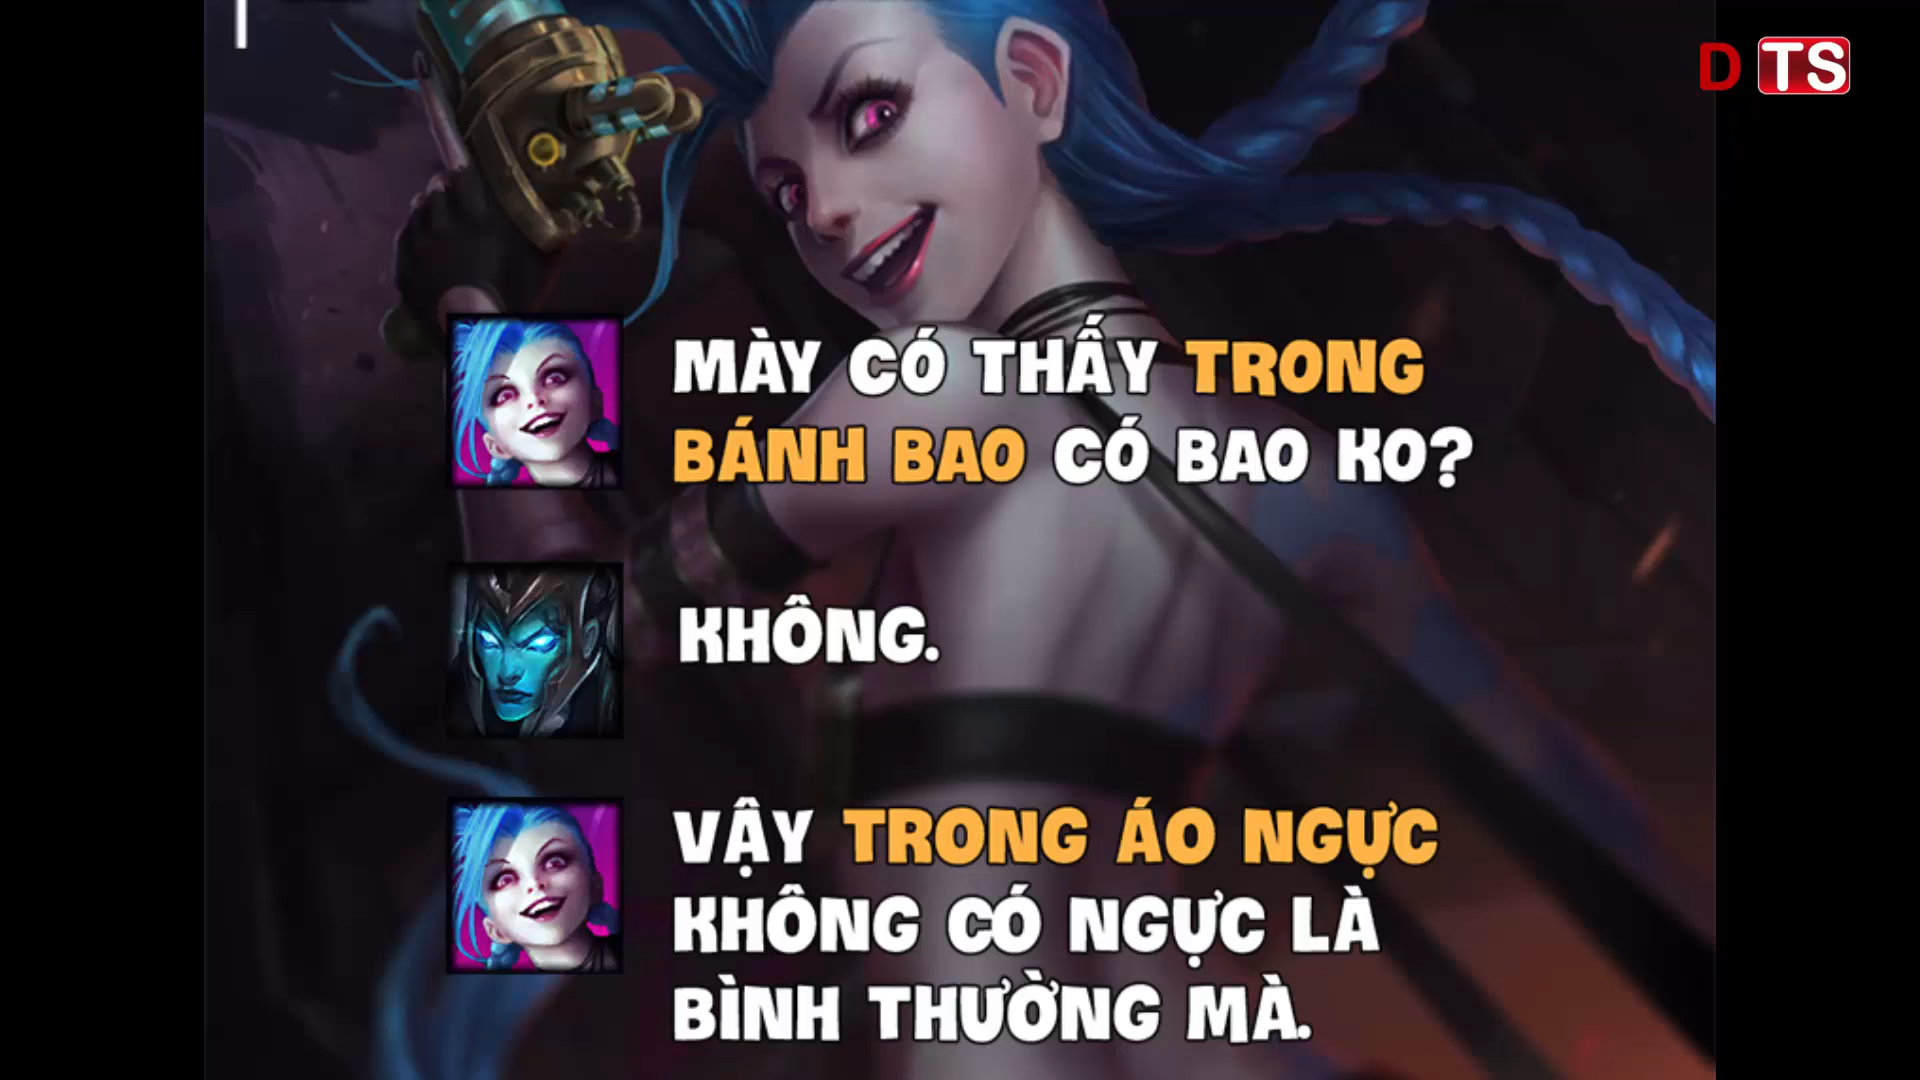 D TS
MÀY CÓ THẤY TRONG
BÁNH BAO CÓ BAO KO?
KHÔNG.
VẬY TRONG ÁO NGỰC
KHÔNG CÓ NGỰC LÀ
BÌNH THƯỜNG MÀ.